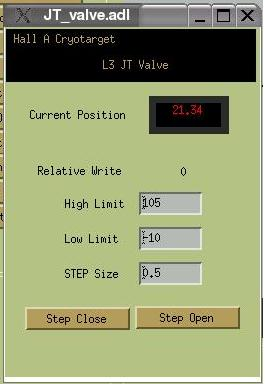 JT_valve.adl
Hall A Cryotarget
L3 JT Valve
Current Position 21.34
Relative Write 0
High Limit 105
Low Limit -10
STEP Size 0.5
Step Close Step Open